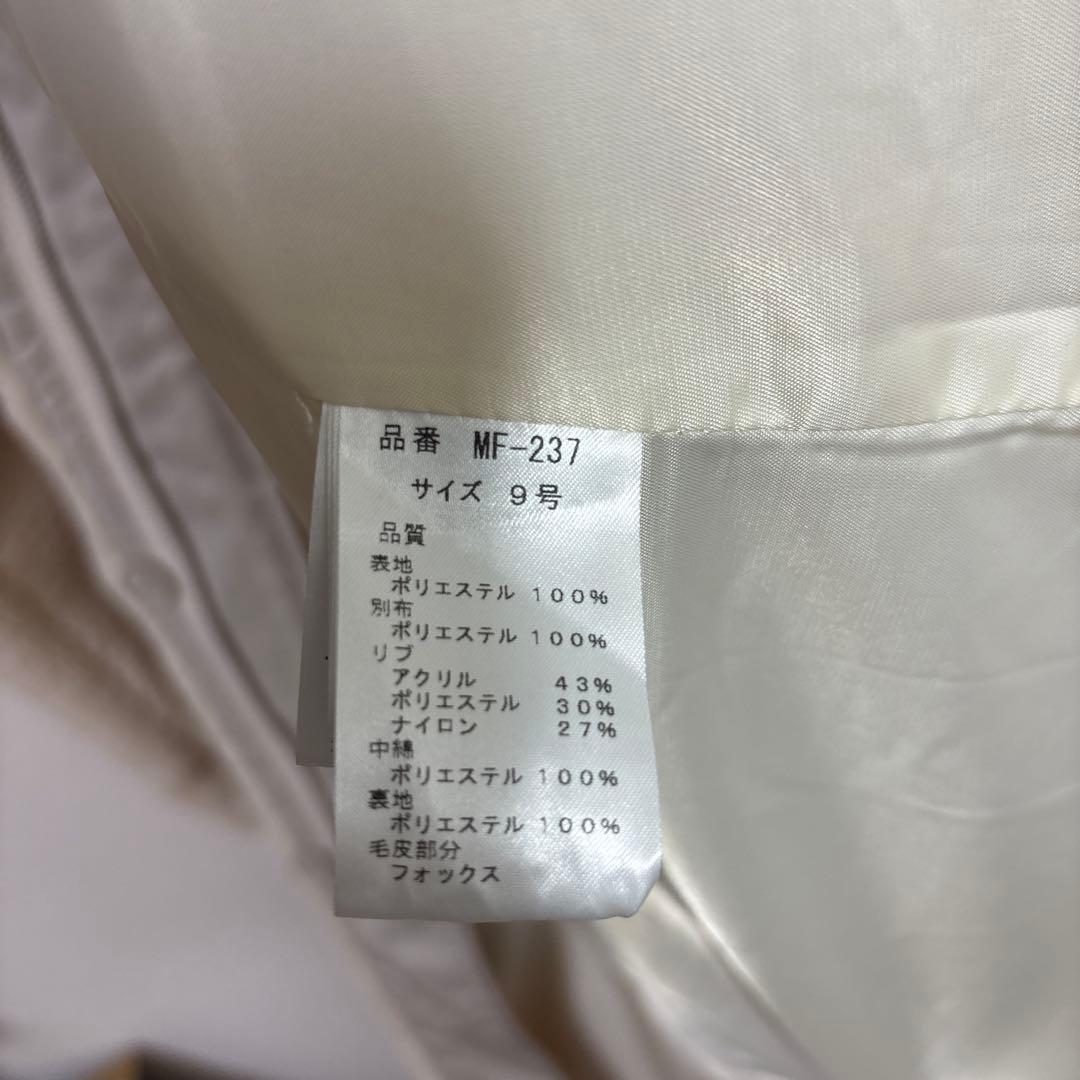 品番 MF-237
サイズ 9号
品質
表地
ポリエステル 100%
別布
ポリエステル 100%
リブ
アクリル 43%
ポリエステル 30%
ナイロン 27%
中綿
ポリエステル 100%
裏地
ポリエステル 100%
毛皮部分
フォックス